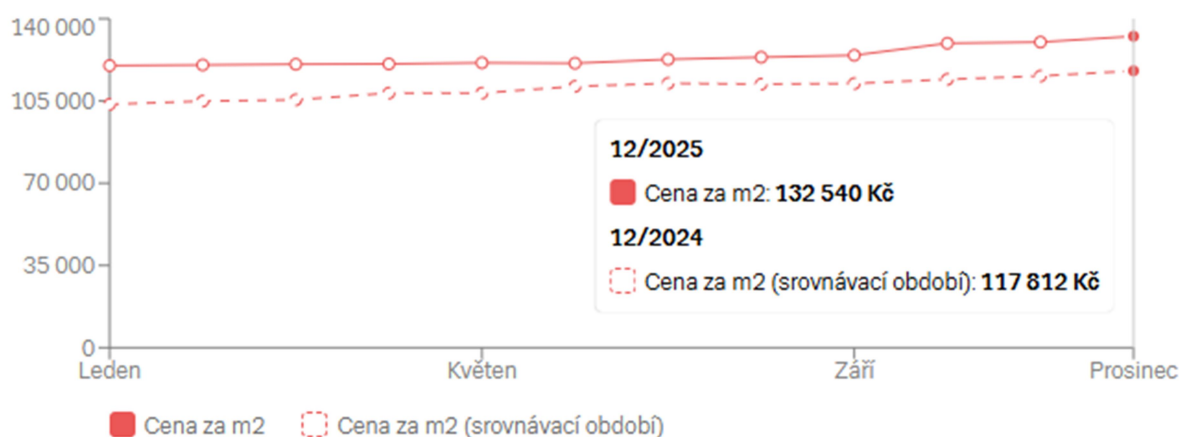 140 000
105 000
70 000
35 000
0
Leden
Květen
Září
Prosinec
12/2025
Cena za m2: 132 540 Kč
12/2024
Cena za m2 (srovnávací období): 117 812 Kč
Cena za m2
Cena za m2 (srovnávací období)